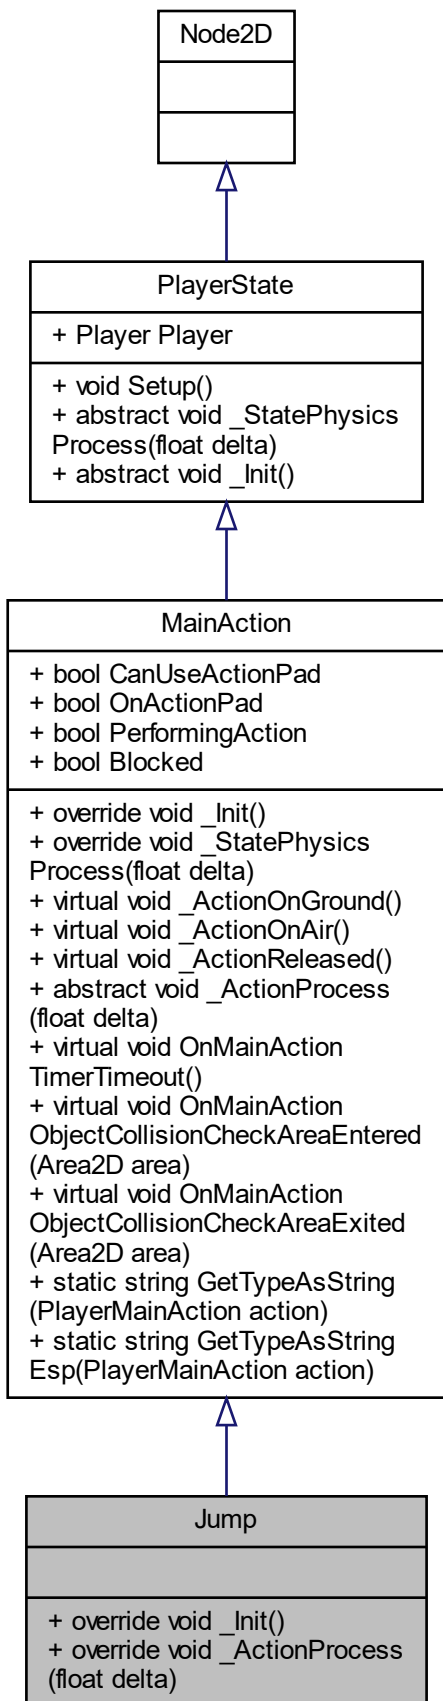 Node2D
PlayerState
+ Player Player
+ void Setup()
+ abstract void _StatePhysics
Process(float delta)
+ abstract void _Init()
MainAction
+ bool CanUseActionPad
+ bool OnActionPad
+ bool PerformingAction
+ bool Blocked
+ override void _Init()
+ override void _StatePhysics
Process(float delta)
+ virtual void _ActionOnGround()
+ virtual void _ActionOnAir()
+ virtual void _ActionReleased()
+ abstract void _ActionProcess
(float delta)
+ virtual void OnMainAction
TimerTimeout()
+ virtual void OnMainAction
ObjectCollisionCheckAreaEntered
(Area2D area)
+ virtual void OnMainAction
ObjectCollisionCheckAreaExited
(Area2D area)
+ static string GetTypeAsString
(PlayerMainAction action)
+ static string GetTypeAsString
Esp(PlayerMainAction action)
Jump
+ override void _Init()
+ override void _ActionProcess
(float delta)